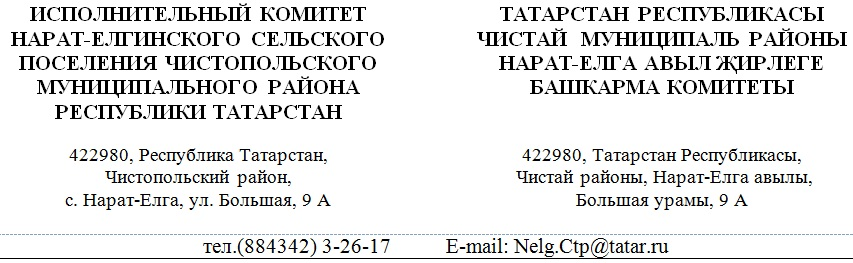 ИСПОЛНИТЕЛЬНЫЙ КОМИТЕТ
НАРАТ-ЕЛГИНСКОГО СЕЛЬСКОГО
ПОСЕЛЕНИЯ ЧИСТОПОЛЬСКОГО
МУНИЦИПАЛЬНОГО РАЙОНА
РЕСПУБЛИКИ ТАТАРСТАН
422980, Республика Татарстан,
Чистопольский район,
с. Нарат-Елга, ул. Большая, 9 А
ТАТАРСТАН РЕСПУБЛИКАСЫ
ЧИСТАЙ МУНИЦИПАЛЬ РАЙОНЫ
НАРАТ-ЕЛГА АВЫЛ ҖИРЛЕГЕ
БАШКАРМА КОМИТЕТЫ
422980, Татарстан Республикасы,
Чистай районы, Нарат-Елга авылы,
Большая урамы, 9 А
тел.(884342) 3-26-17 E-mail: Nelg.Ctp@tatar.ru